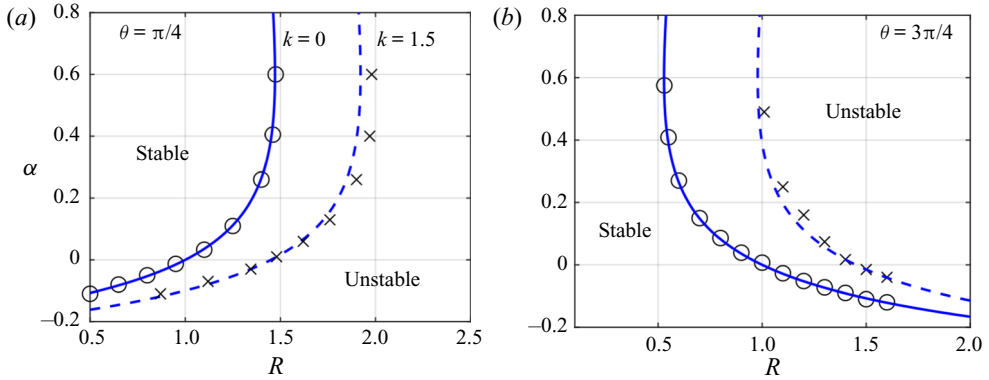 (a)
θ = π/4
k = 0
k = 1.5
Stable
Unstable
α
0.8
0.6
0.4
0.2
0
−0.2
0.5
1.0
1.5
2.0
2.5
R
(b)
θ = 3π/4
Unstable
Stable
0.8
0.6
0.4
0.2
0
−0.2
0.5
1.0
1.5
2.0
R